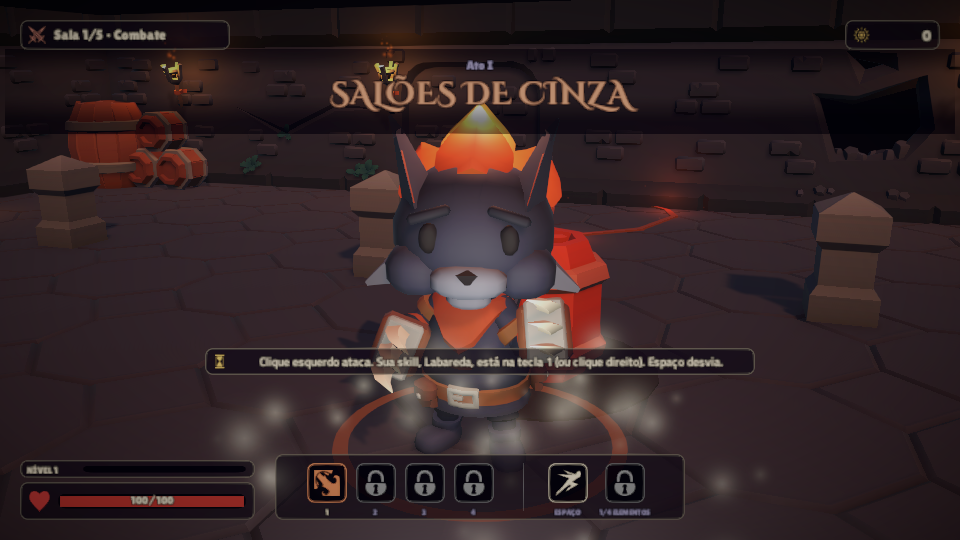 Sala 1/5 - Combate
0
Ato I
SALÕES DE CINZA
Clique esquerdo ataca. Sua skill, Labareda, está na tecla 1 (ou clique direito). Espaço desvia.
NÍVEL 1
100/100
1
2
3
4
ESPAÇO
1/4 ELEMENTOS